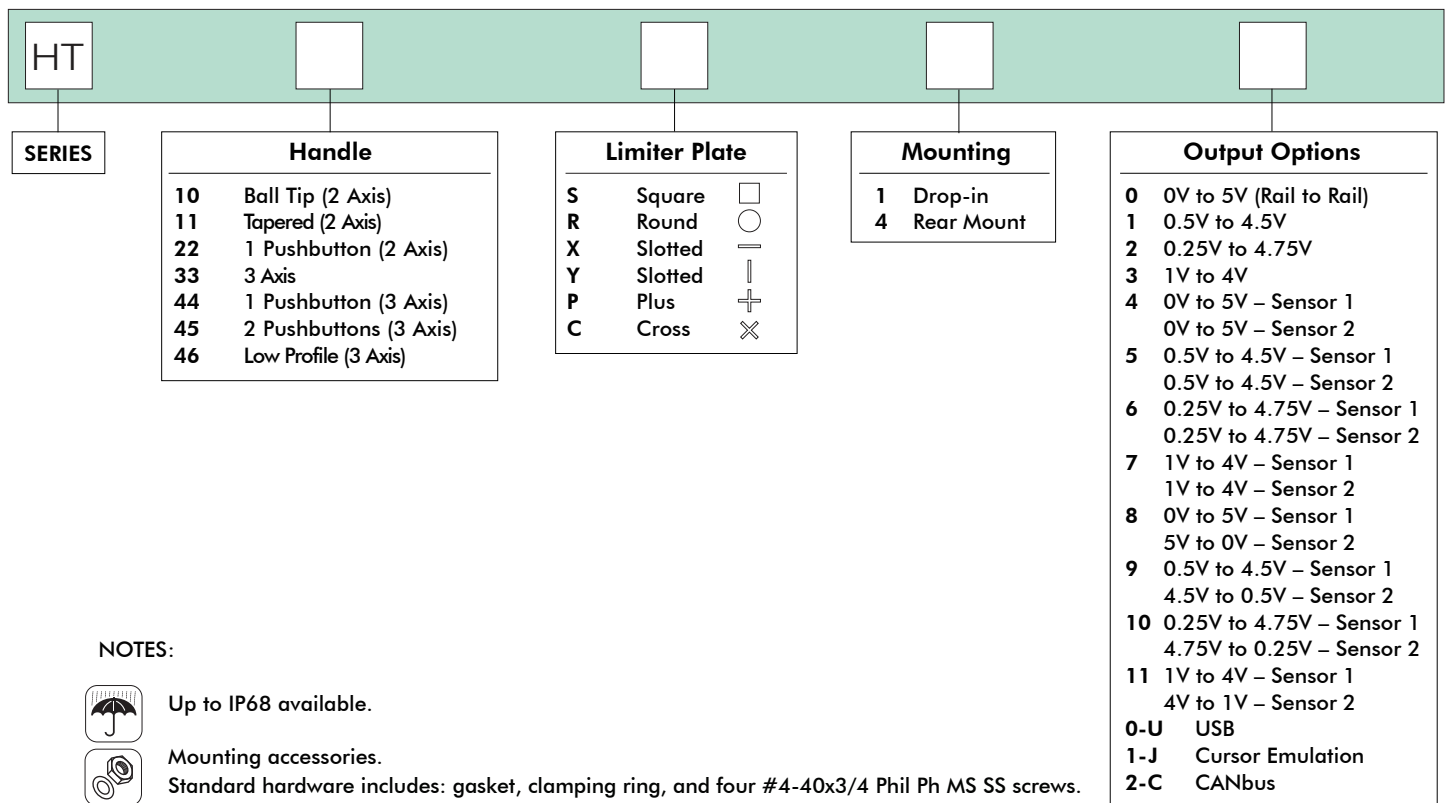 HT
SERIES
Handle
10 Ball Tip (2 Axis)
11 Tapered (2 Axis)
22 1 Pushbutton (2 Axis)
33 3 Axis
44 1 Pushbutton (3 Axis)
45 2 Pushbuttons (3 Axis)
46 Low Profile (3 Axis)
Limiter Plate
S Square
R Round
X Slotted
Y Slotted
P Plus
C Cross
Mounting
1 Drop-in
4 Rear Mount
Output Options
0 0V to 5V (Rail to Rail)
1 0.5V to 4.5V
2 0.25V to 4.75V
3 1V to 4V
4 0V to 5V – Sensor 1
0V to 5V – Sensor 2
5 0.5V to 4.5V – Sensor 1
0.5V to 4.5V – Sensor 2
6 0.25V to 4.75V – Sensor 1
0.25V to 4.75V – Sensor 2
7 1V to 4V – Sensor 1
1V to 4V – Sensor 2
8 0V to 5V – Sensor 1
5V to 0V – Sensor 2
9 0.5V to 4.5V – Sensor 1
4.5V to 0.5V – Sensor 2
10 0.25V to 4.75V – Sensor 1
4.75V to 0.25V – Sensor 2
11 1V to 4V – Sensor 1
4V to 1V – Sensor 2
0-U USB
1-J Cursor Emulation
2-C CANbus
NOTES:
Up to IP68 available.
Mounting accessories.
Standard hardware includes: gasket, clamping ring, and four #4-40x3/4 Phil Ph MS SS screws.